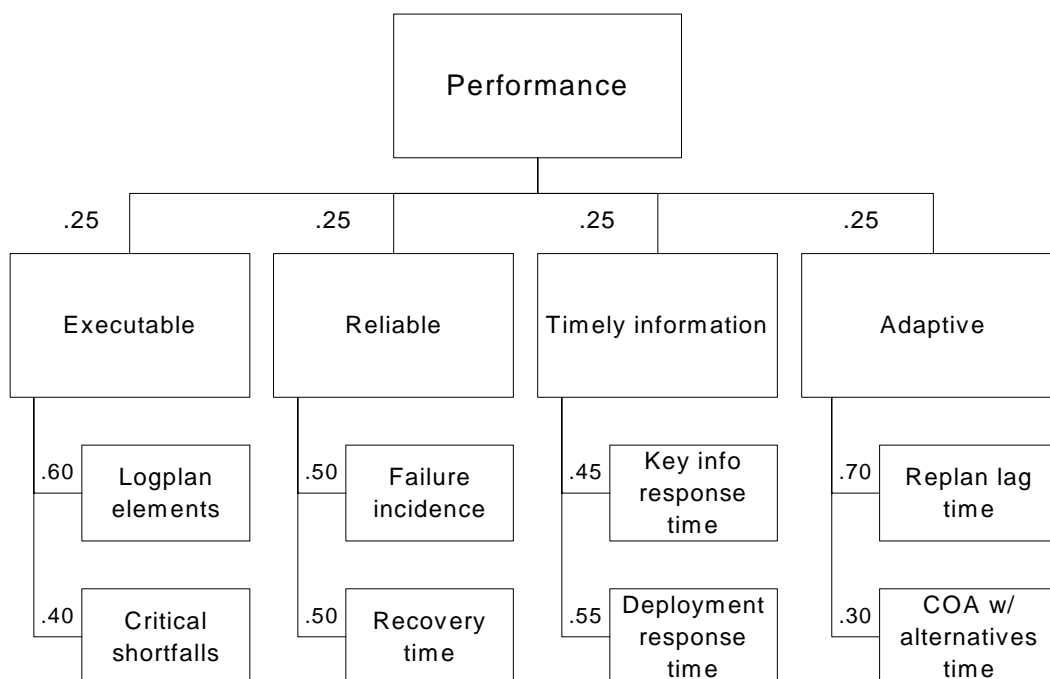 Performance
.25
.25
.25
.25
Executable
Reliable
Timely information
Adaptive
.60
Logplan
elements
.50
Failure
incidence
.45
Key info
response
time
.70
Replan lag
time
.40
Critical
shortfalls
.50
Recovery
time
.55
Deployment
response
time
.30
COA w/
alternatives
time